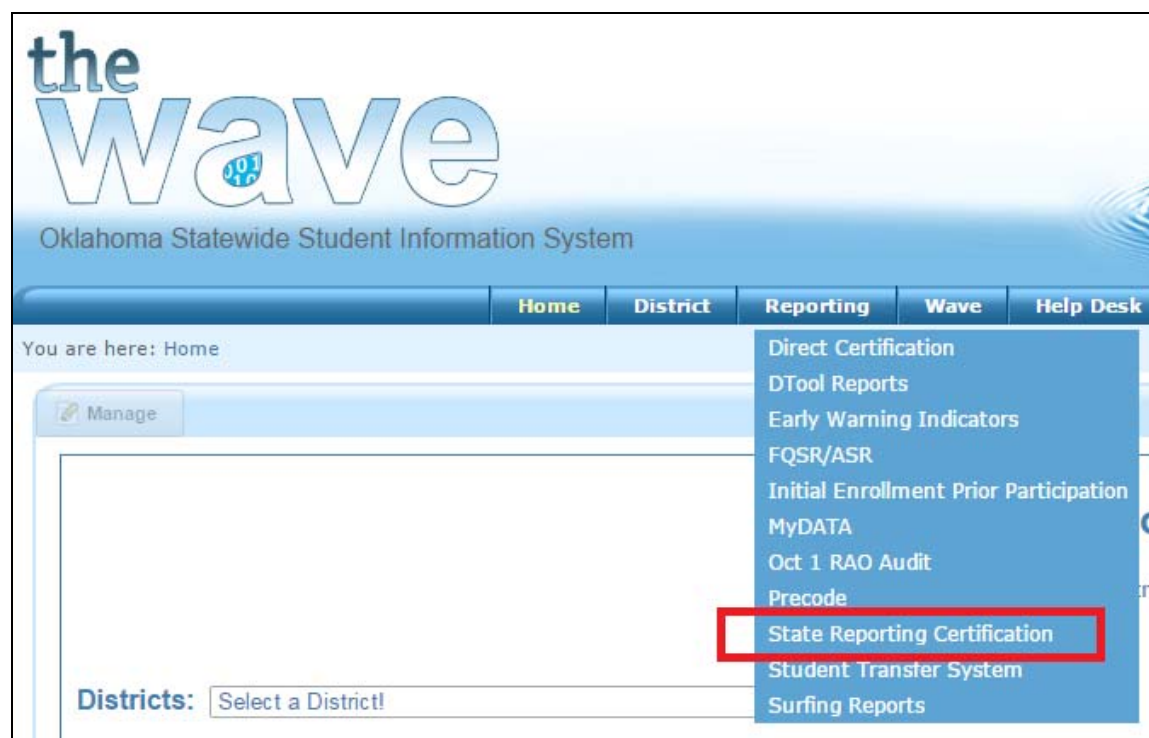 the
wave
001
10
Oklahoma Statewide Student Information System
Home District Reporting Wave Help Desk
You are here: Home
Direct Certification
DTool Reports
Manage
Early Warning Indicators
FQSR/ASR
Initial Enrollment Prior Participation
MyDATA
Oct 1 RAO Audit
Precode
State Reporting Certification
Student Transfer System
Districts: Select a District!
Surfing Reports